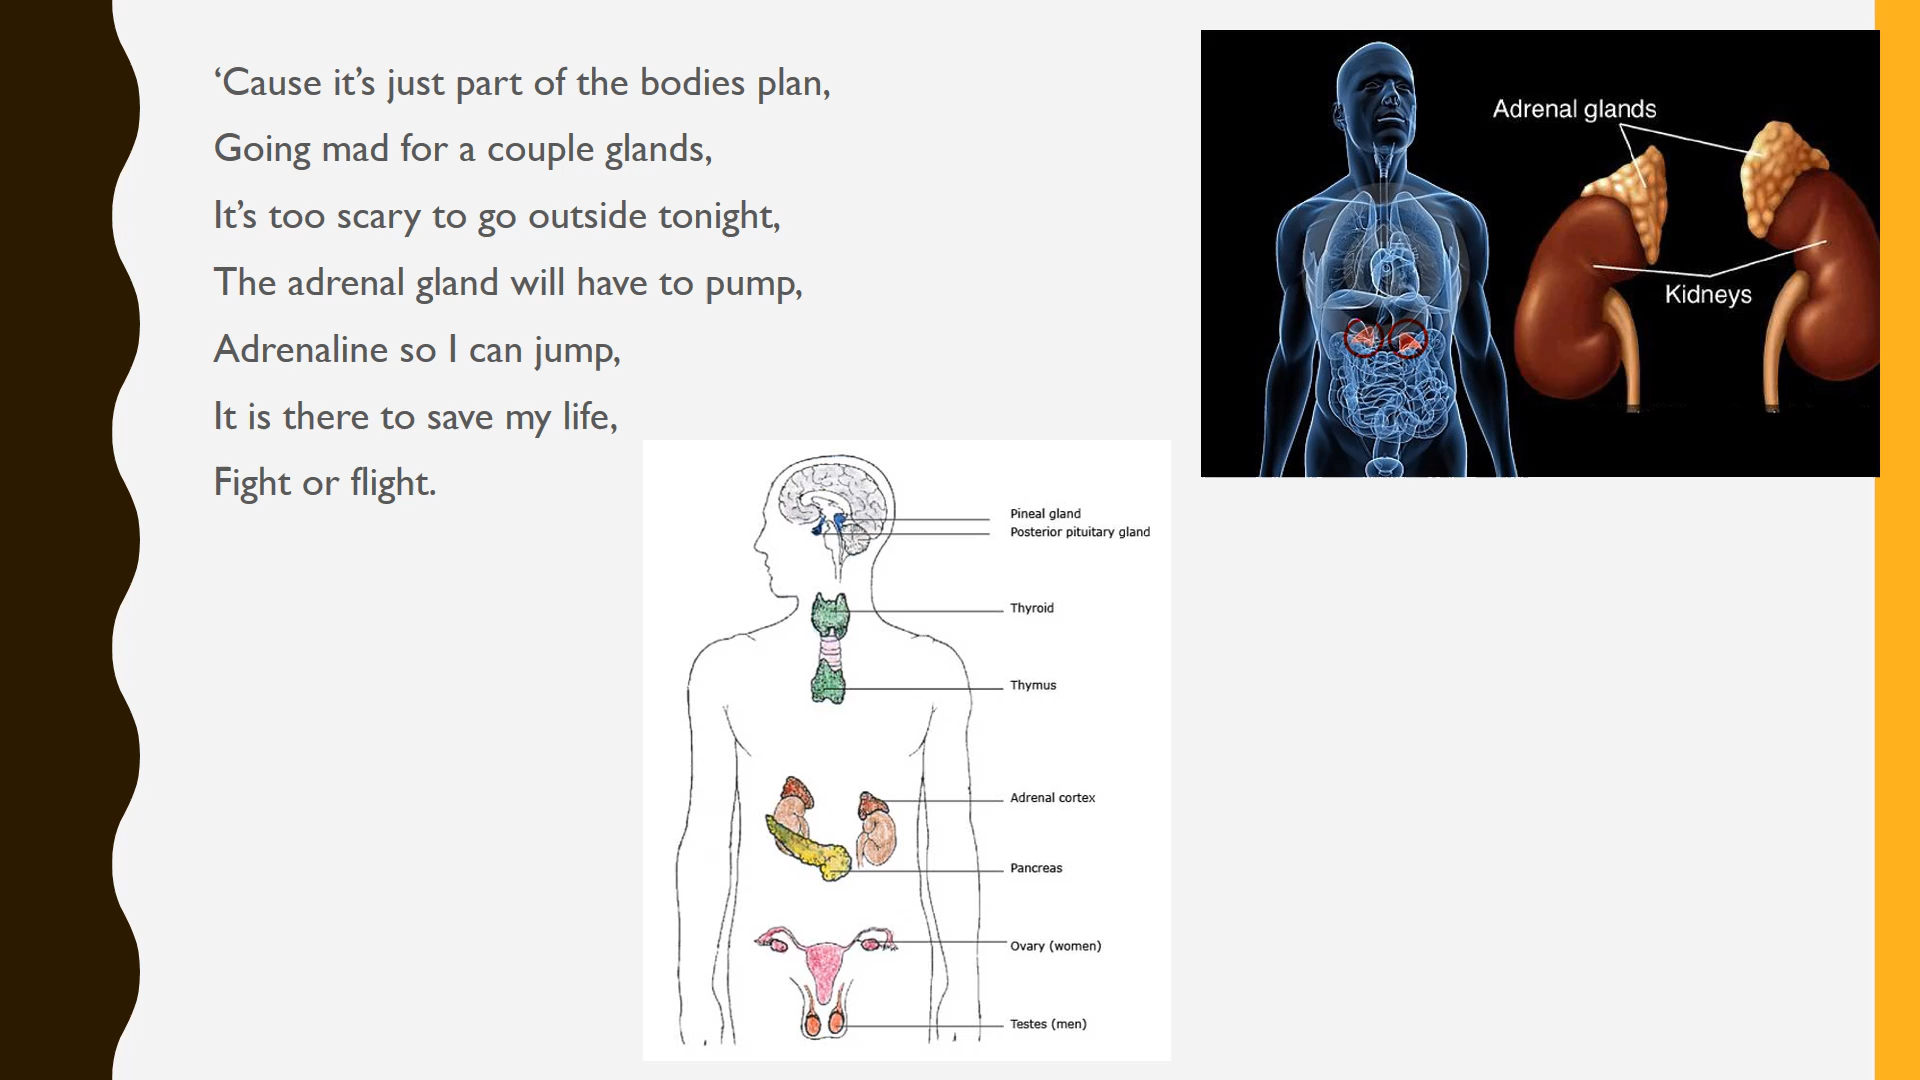 ‘Cause it’s just part of the bodies plan,
Going mad for a couple glands,
It’s too scary to go outside tonight,
The adrenal gland will have to pump,
Adrenaline so I can jump,
It is there to save my life,
Fight or flight.
Adrenal glands
Kidneys
Pineal gland
Posterior pituitary gland
Thyroid
Thymus
Adrenal cortex
Pancreas
Ovary (women)
Testes (men)